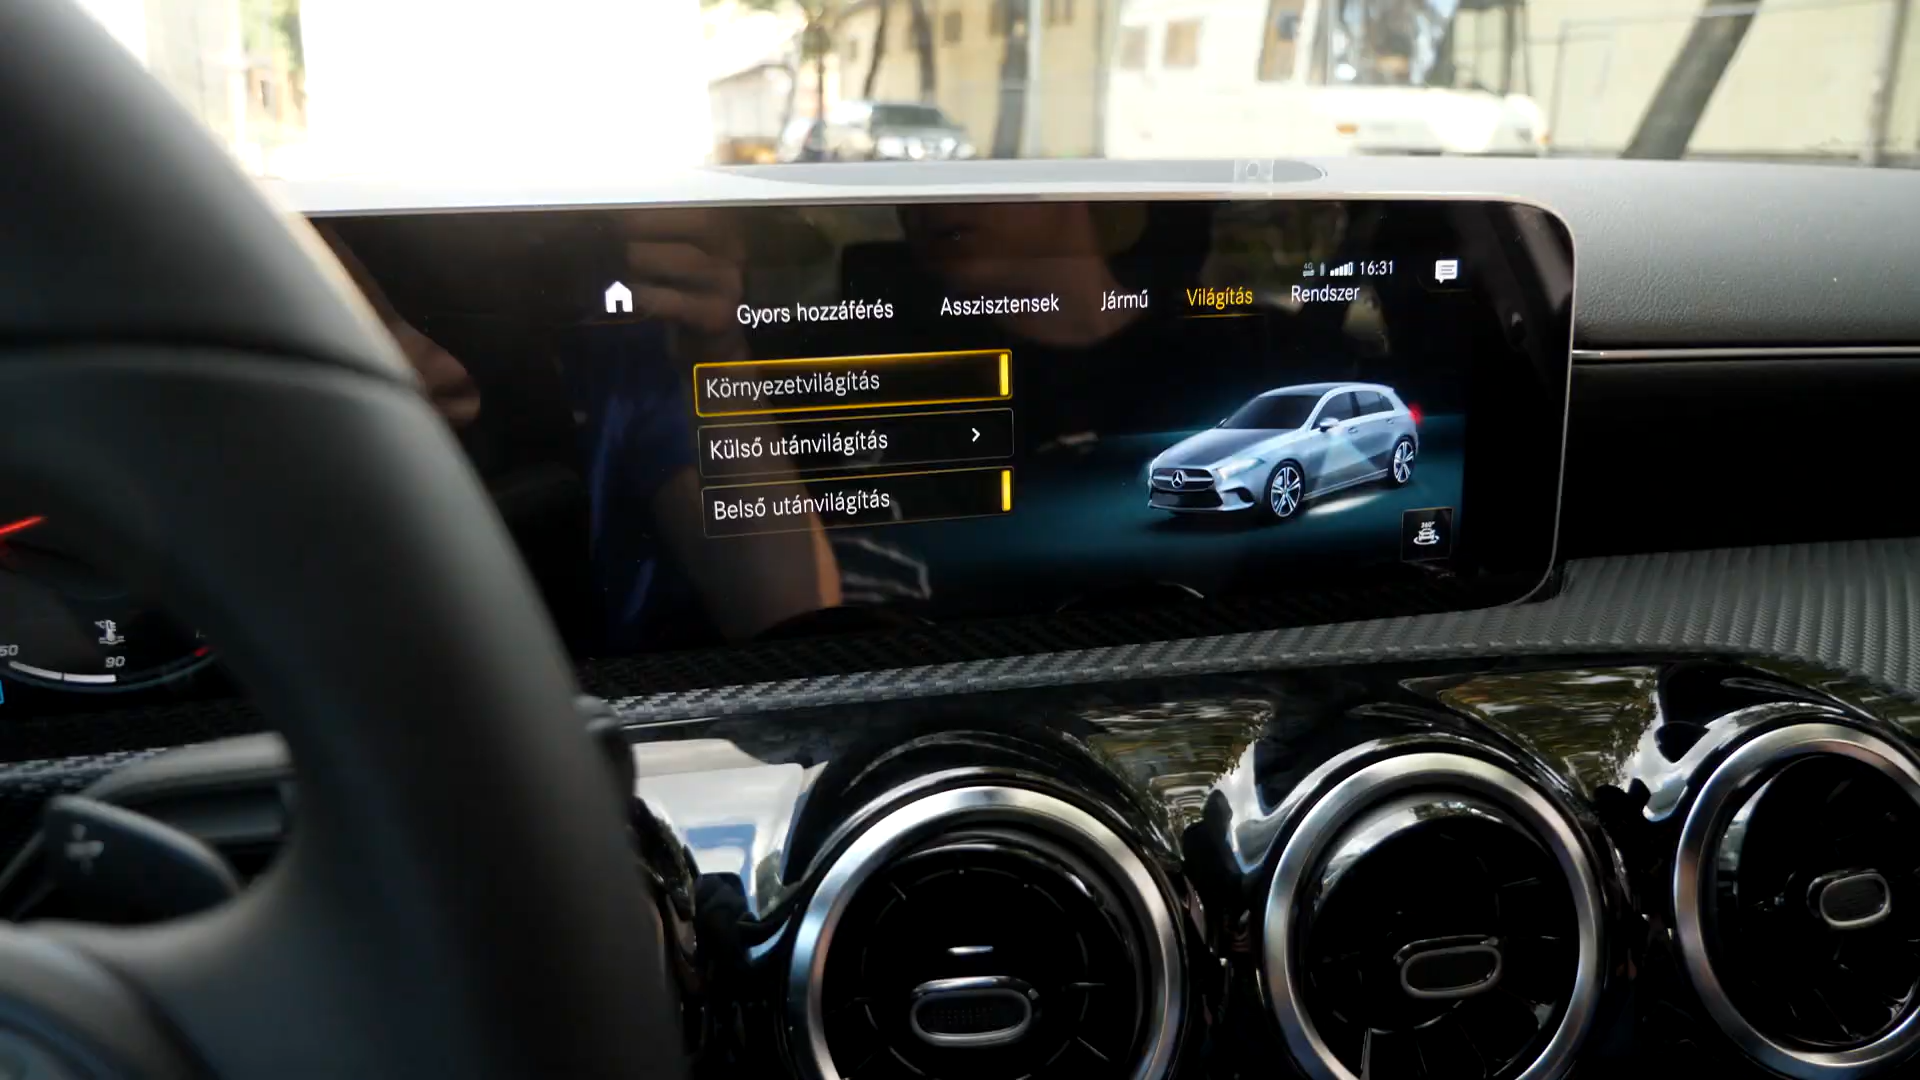 4G 16:31
Gyors hozzáférés Asszisztensek Jármű Világítás Rendszer
Környezetvilágítás
Külső utánvilágítás
Belső utánvilágítás
360°
°C
50
90